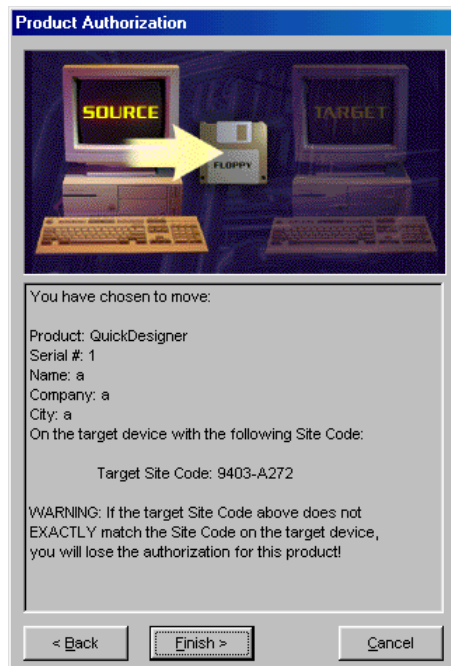 Product Authorization
SOURCE
TARGET
FLOPPY
You have chosen to move:
Product: QuickDesigner
Serial #: 1
Name: a
Company: a
City: a
On the target device with the following Site Code:
Target Site Code: 9403-A272
WARNING: If the target Site Code above does not
EXACTLY match the Site Code on the target device,
you will lose the authorization for this product!
< Back
Finish >
Cancel